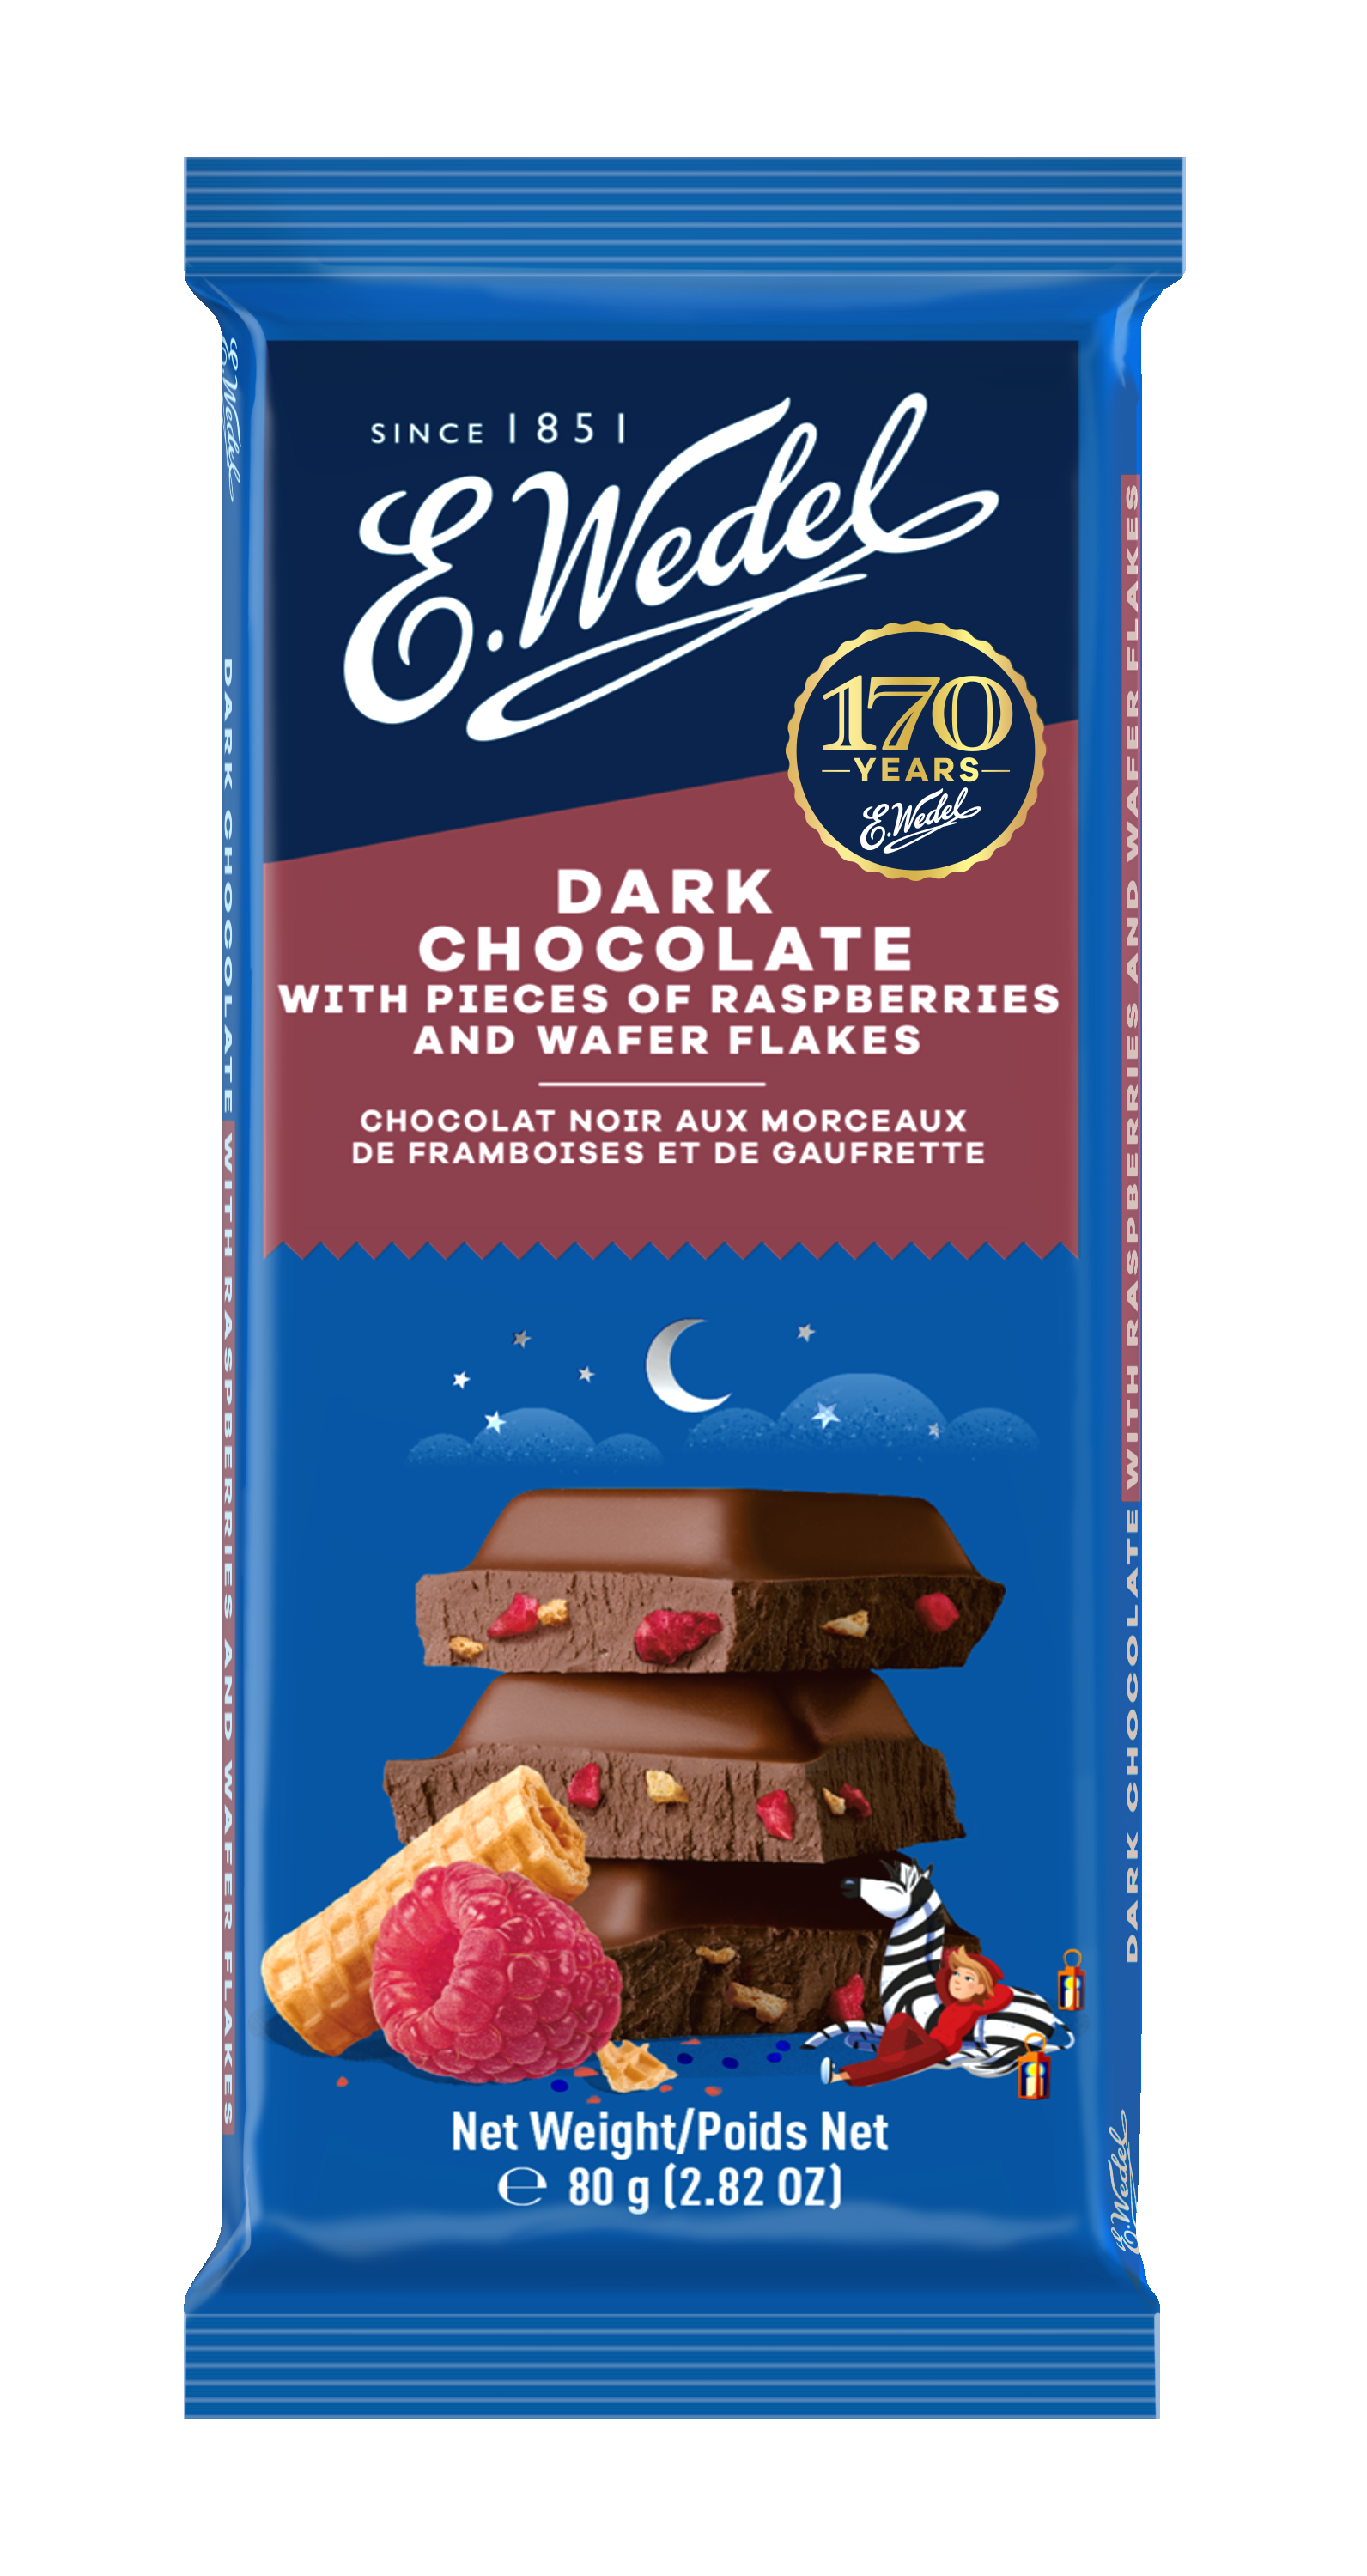 SINCE 1851
E.Wedel
170
YEARS
E.Wedel
DARK
CHOCOLATE
WITH PIECES OF RASPBERRIES
AND WAFER FLAKES
CHOCOLAT NOIR AUX MORCEAUX
DE FRAMBOISES ET DE GAUFRETTE
Net Weight/Poids Net
℮ 80 g (2.82 OZ)
E.Wedel
DARK CHOCOLATE WITH RASPBERRIES AND WAFER FLAKES
DARK CHOCOLATE WITH RASPBERRIES AND WAFER FLAKES
E.Wedel